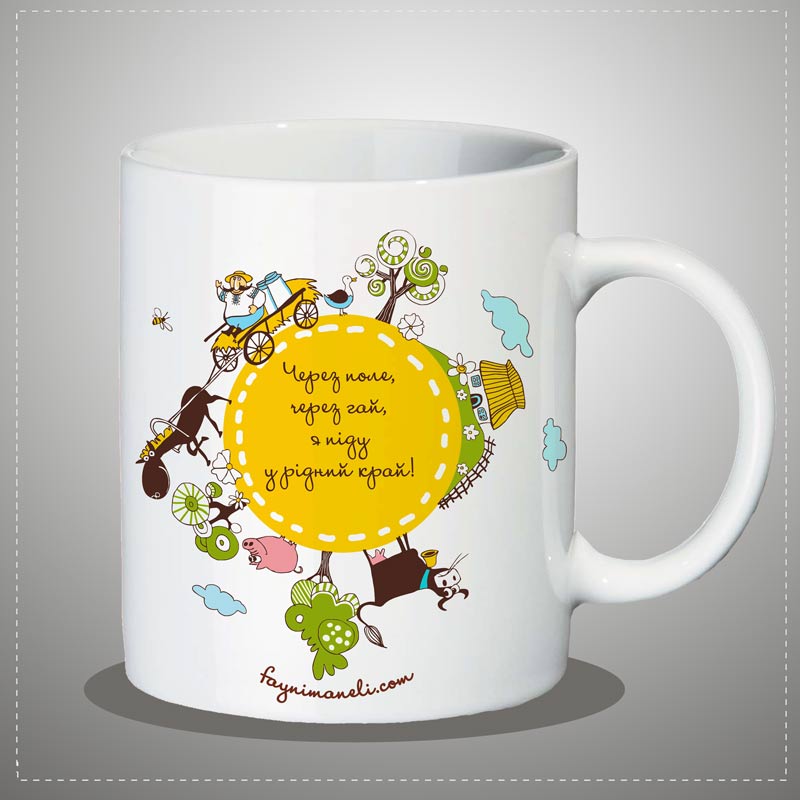 Через поле,
через гай,
я піду
у рідний край!
faynimaneli.com